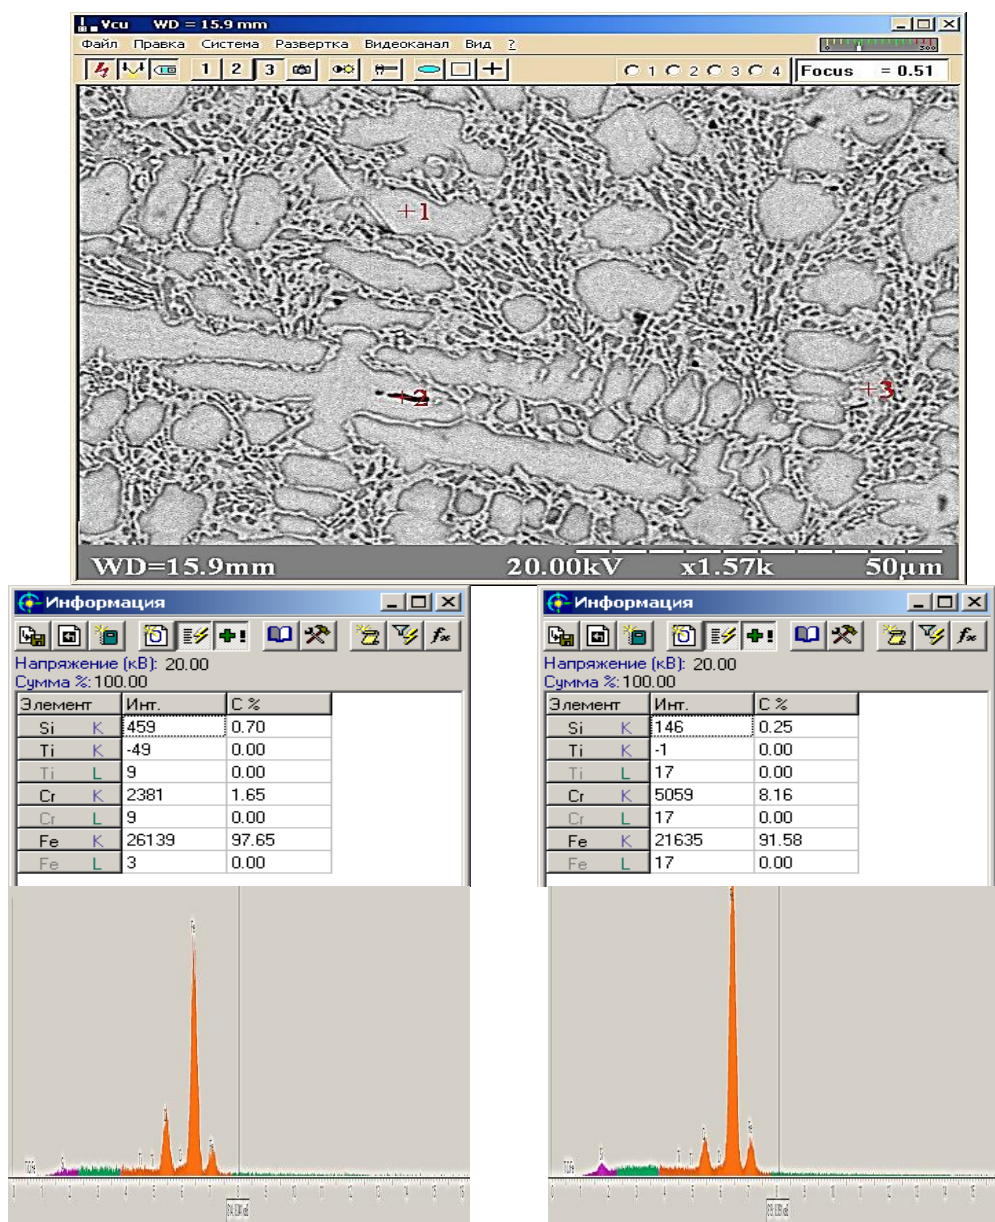 Vcu WD = 15.9 mm
Файл Правка Система Развертка Видеоканал Вид ?
1 2 3 1 2 3 4 Focus = 0.51
+1
+2
+3
WD=15.9mm 20.00kV x1.57k 50µm
Информация
Напряжение (кВ): 20.00
Сумма %: 100.00
Элемент Инт. C %
Si K 459 0.70
Ti K -49 0.00
Ti L 9 0.00
Cr K 2381 1.65
Cr L 9 0.00
Fe K 26139 97.65
Fe L 3 0.00
Информация
Напряжение (кВ): 20.00
Сумма %: 100.00
Элемент Инт. C %
Si K 146 0.25
Ti K -1 0.00
Ti L 17 0.00
Cr K 5059 8.16
Cr L 17 0.00
Fe K 21635 91.58
Fe L 17 0.00